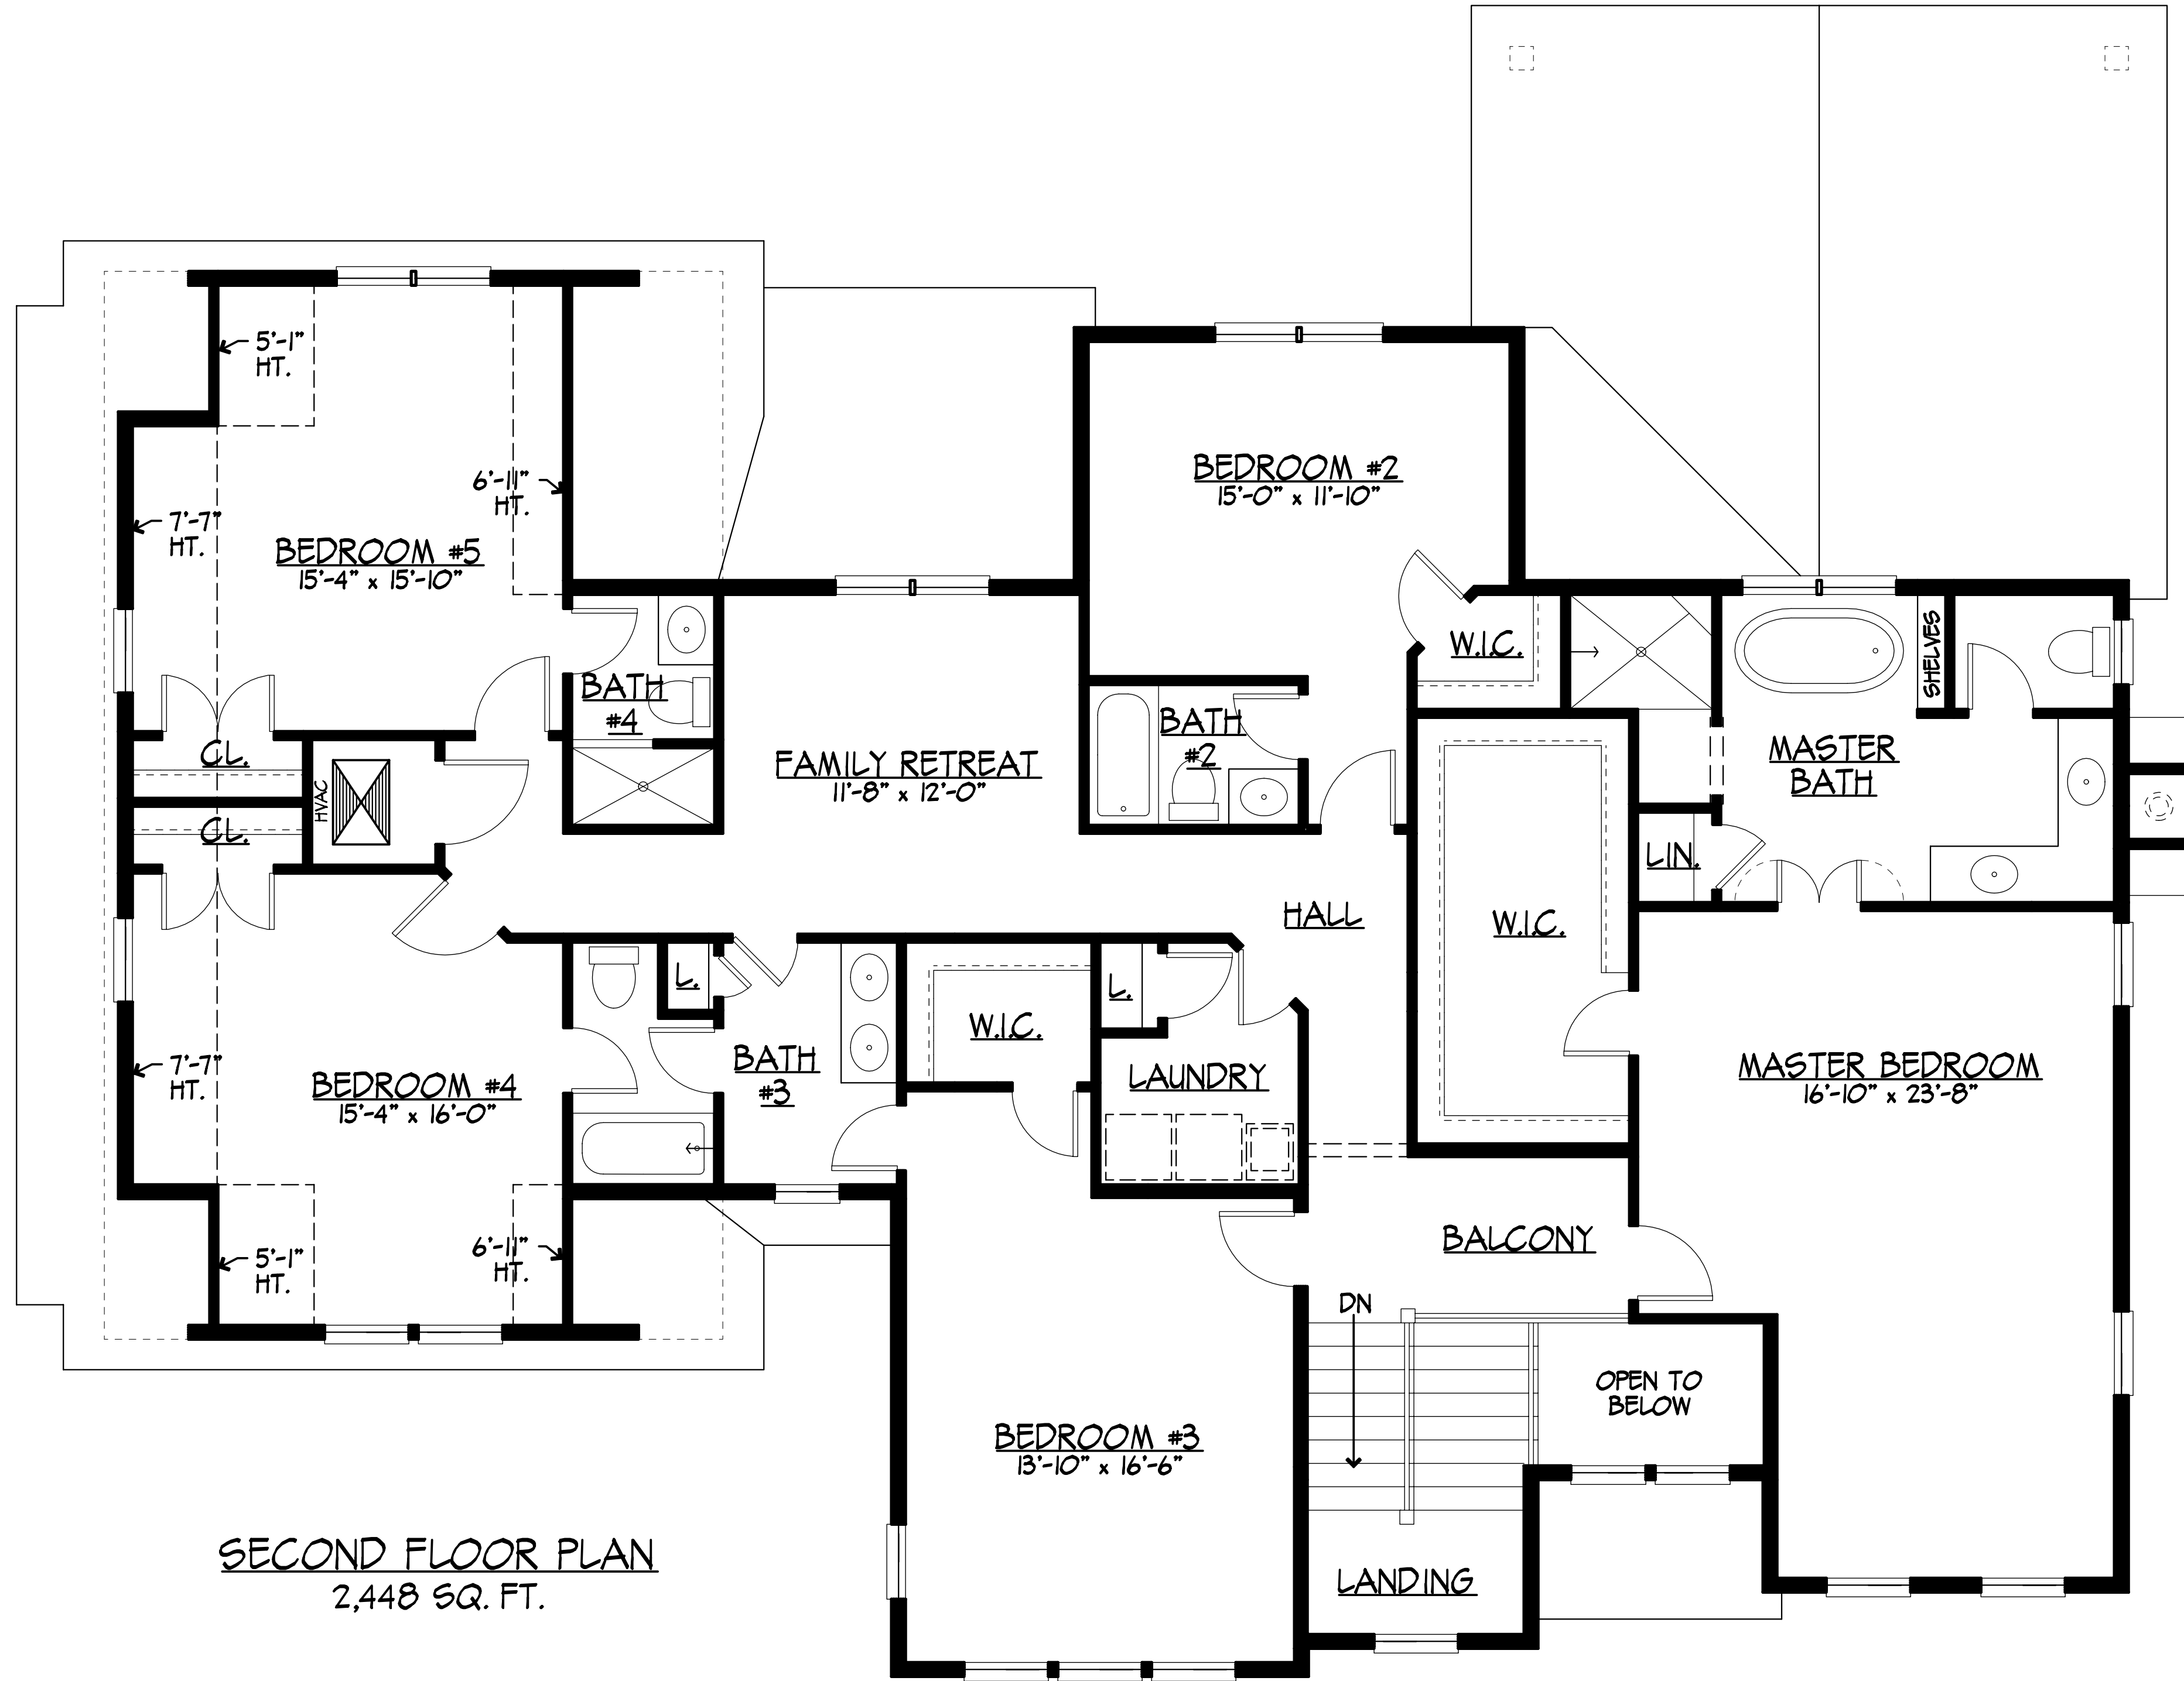 5'-1"
HT.
6'-11"
HT.
7'-7"
HT.
BEDROOM #5
15'-4" x 15'-10"
BEDROOM #2
15'-0" x 11'-10"
W.I.C.
SHELVES
BATH
#4
BATH
#2
CL.
HVAC
CL.
FAMILY RETREAT
11'-8" x 12'-0"
MASTER
BATH
LIN.
HALL
W.I.C.
L.
W.I.C.
L.
BATH
#3
LAUNDRY
7'-7"
HT.
BEDROOM #4
15'-4" x 16'-0"
MASTER BEDROOM
16'-10" x 23'-8"
5'-1"
HT.
6'-11"
HT.
BALCONY
DN
OPEN TO
BELOW
BEDROOM #3
13'-10" x 16'-6"
LANDING
SECOND FLOOR PLAN
2,448 SQ. FT.